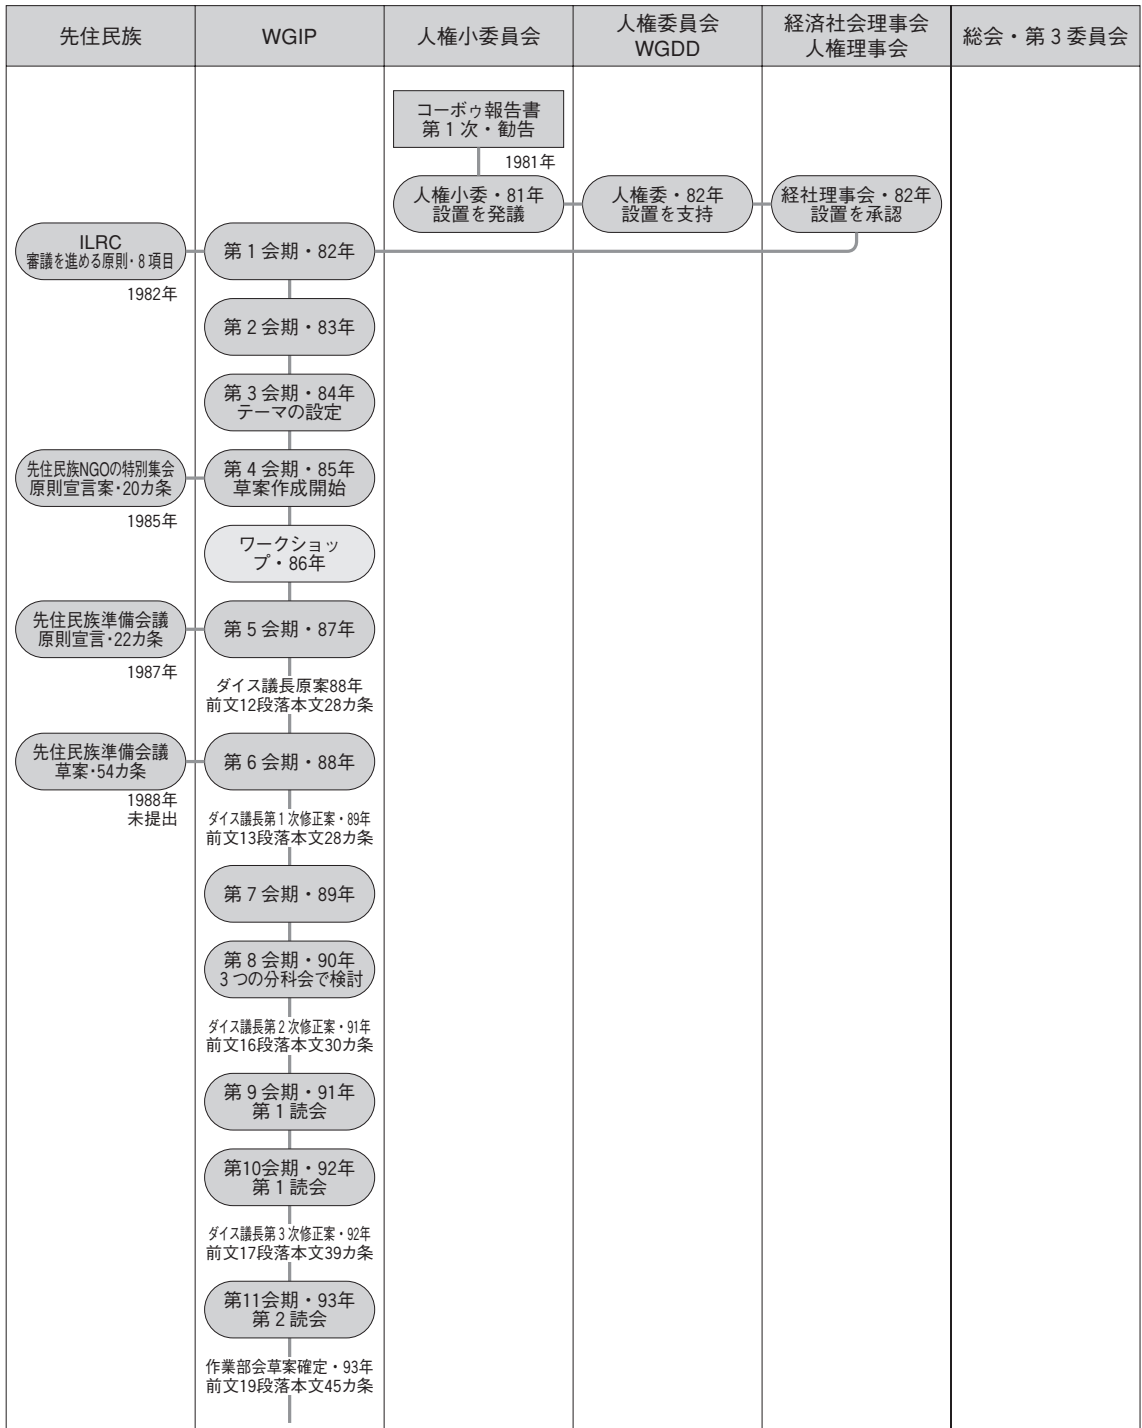 先住民族
WGIP
人権小委員会
人権委員会
WGDD
経済社会理事会
人権理事会
総会・第３委員会
コーボゥ報告書
第１次・勧告
1981年
人権小委・81年
設置を発議
人権委・82年
設置を支持
経社理事会・82年
設置を承認
ILRC
審議を進める原則・８項目
1982年
第１会期・82年
第２会期・83年
第３会期・84年
テーマの設定
先住民族NGOの特別集会
原則宣言案・20カ条
1985年
第４会期・85年
草案作成開始
ワークショッ
プ・86年
先住民族準備会議
原則宣言・22カ条
1987年
第５会期・87年
ダイス議長原案88年
前文12段落本文28カ条
先住民族準備会議
草案・54カ条
1988年
未提出
第６会期・88年
ダイス議長第１次修正案・89年
前文13段落本文28カ条
第７会期・89年
第８会期・90年
３つの分科会で検討
ダイス議長第２次修正案・91年
前文16段落本文30カ条
第９会期・91年
第１読会
第10会期・92年
第１読会
ダイス議長第３次修正案・92年
前文17段落本文39カ条
第11会期・93年
第２読会
作業部会草案確定・93年
前文19段落本文45カ条